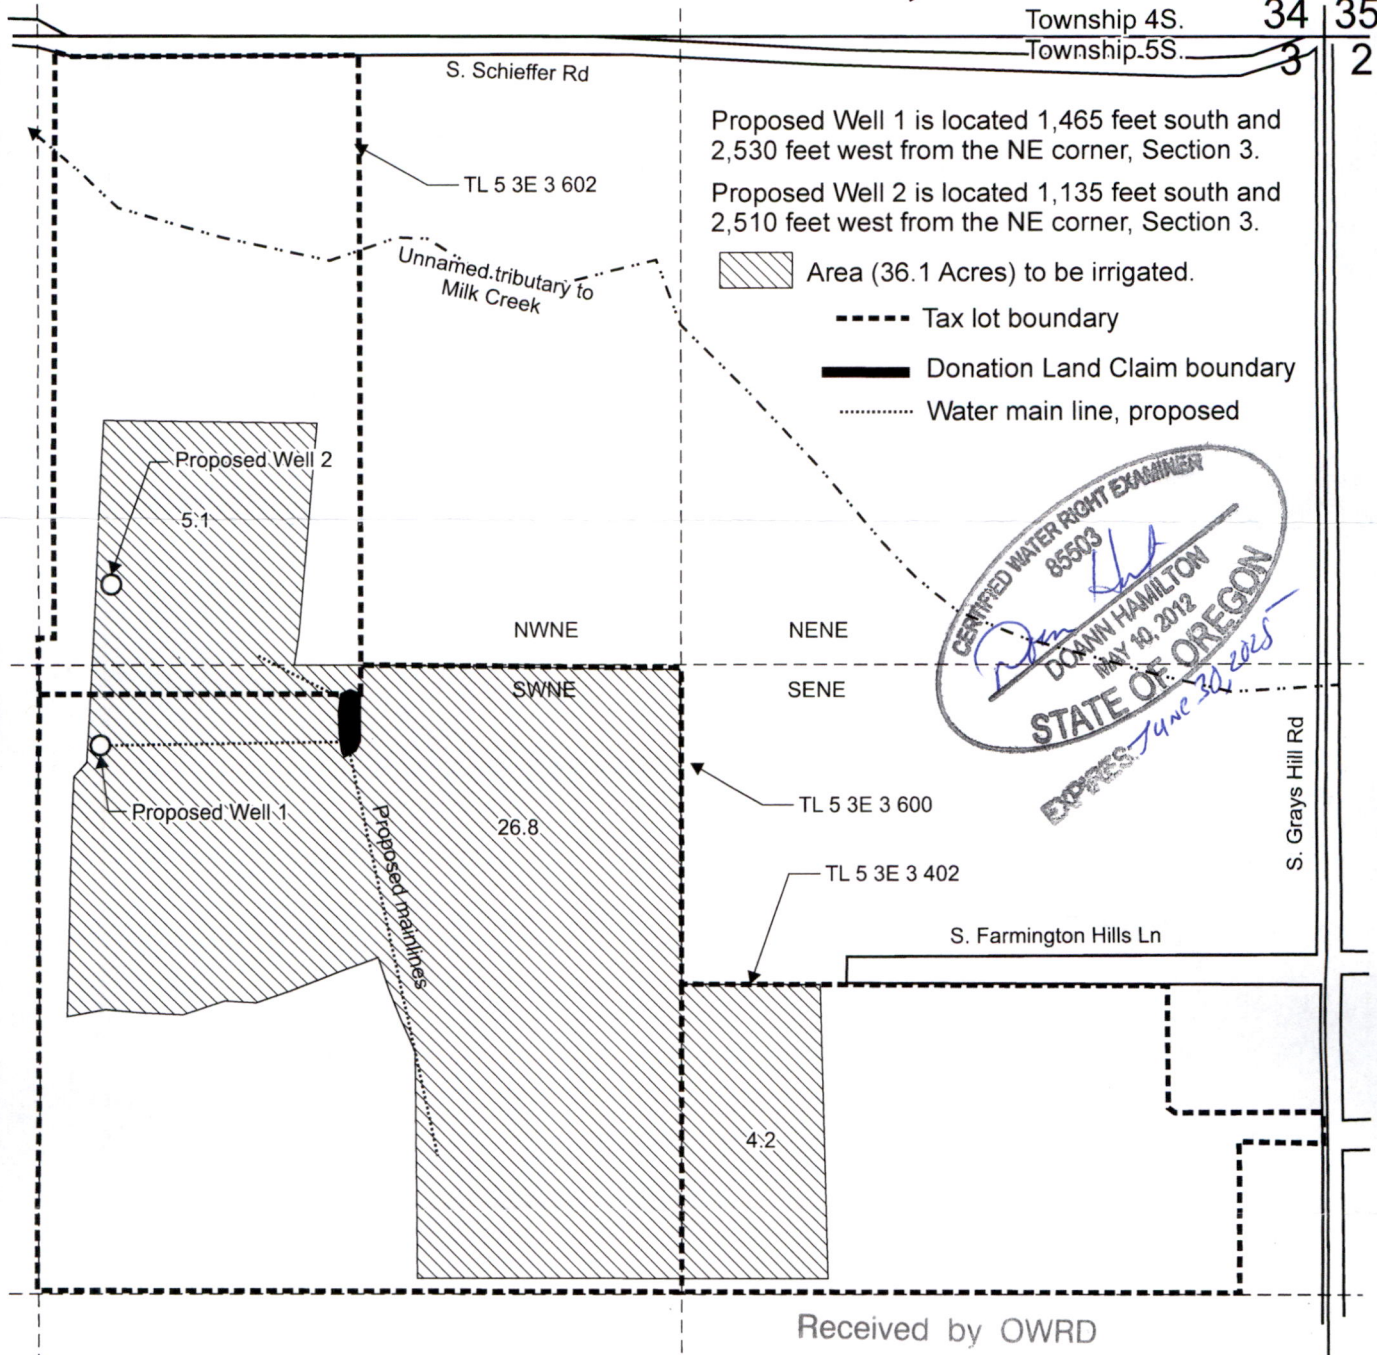 Township 4S.
34 35
Township 5S.
3 2
S. Schieffer Rd
Proposed Well 1 is located 1,465 feet south and
2,530 feet west from the NE corner, Section 3.
TL 5 3E 3 602
Proposed Well 2 is located 1,135 feet south and
2,510 feet west from the NE corner, Section 3.
Unnamed tributary to
Milk Creek
Area (36.1 Acres) to be irrigated.
Tax lot boundary
Donation Land Claim boundary
Water main line, proposed
Proposed Well 2
5.1
CERTIFIED WATER RIGHT EXAMINER
85503
DOANN HAMILTON
MAY 10, 2012
STATE OF OREGON
EXPIRES June 30, 2025
NWNE
NENE
SWNE
SENE
S. Grays Hill Rd
TL 5 3E 3 600
Proposed Well 1
26.8
Proposed mainlines
TL 5 3E 3 402
S. Farmington Hills Ln
4.2
Received by OWRD